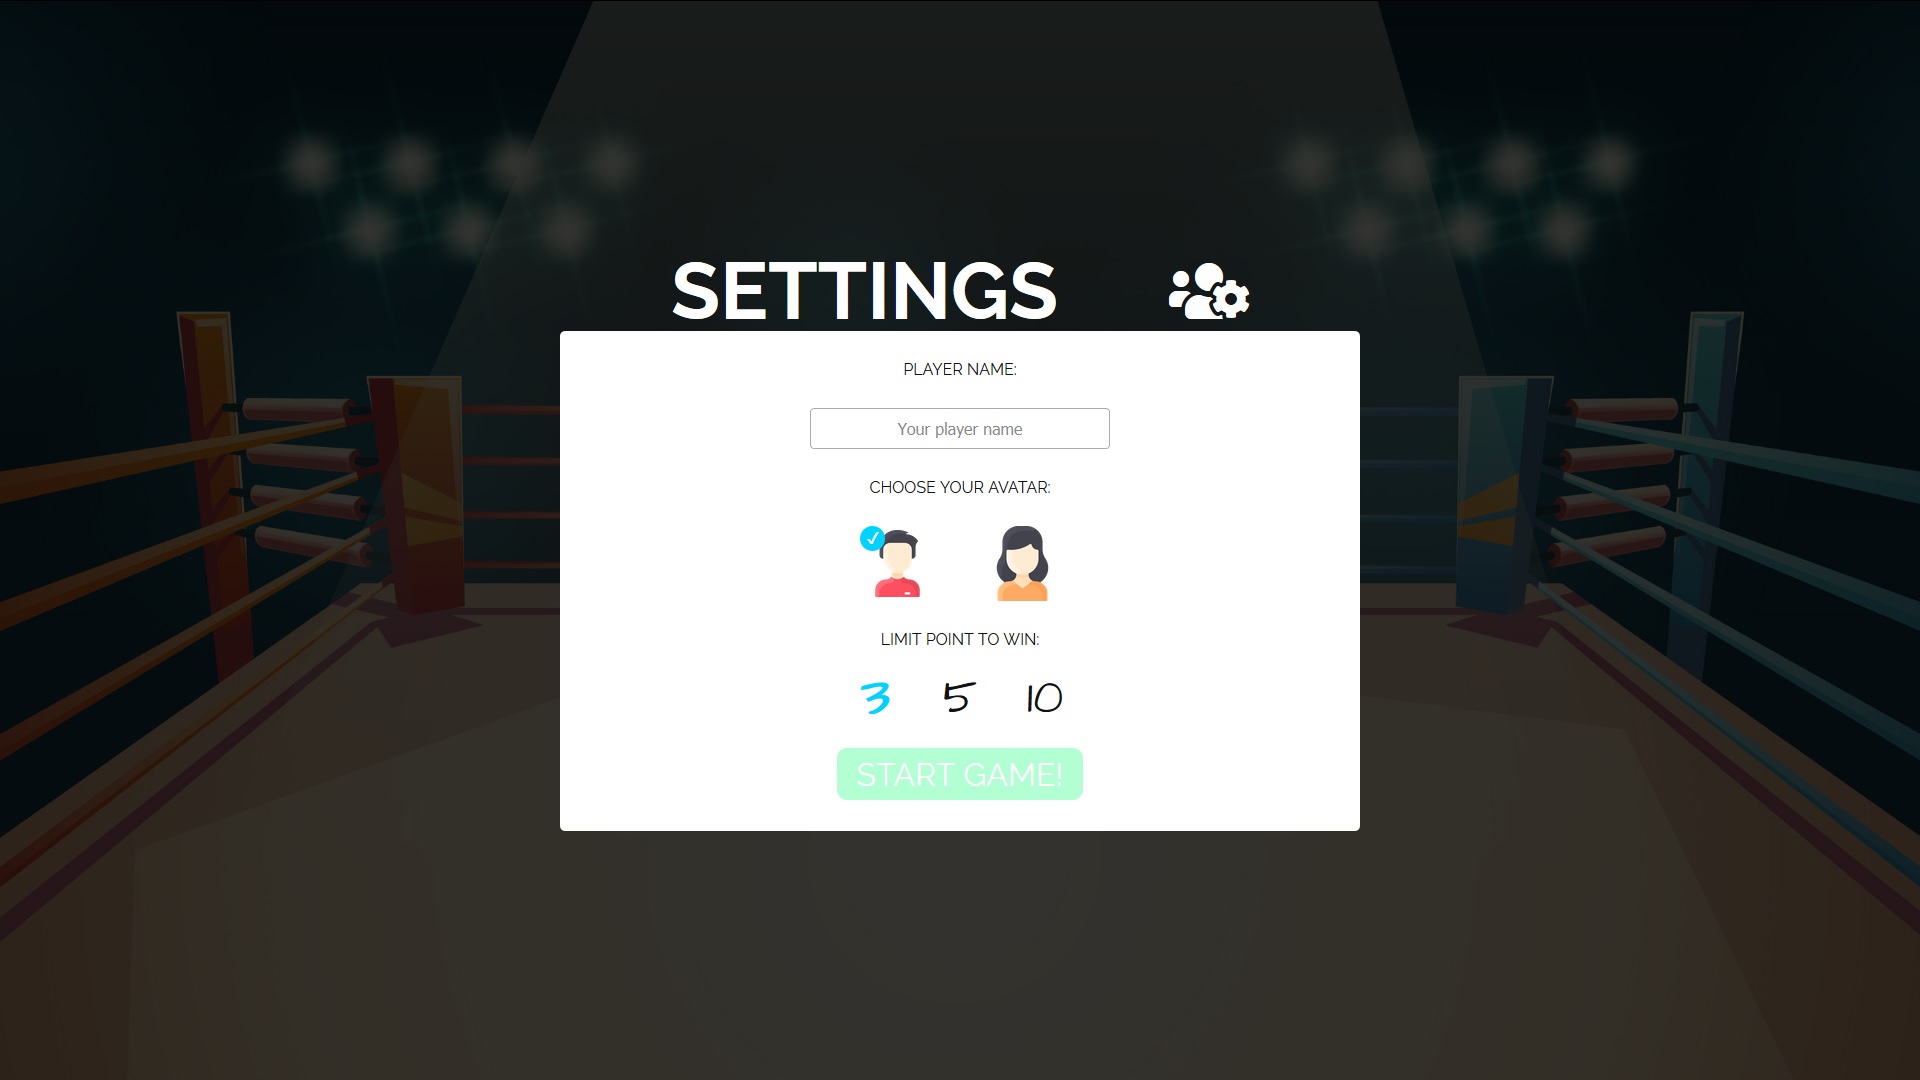 SETTINGS
PLAYER NAME:
Your player name
CHOOSE YOUR AVATAR:
LIMIT POINT TO WIN:
3 5 10
START GAME!